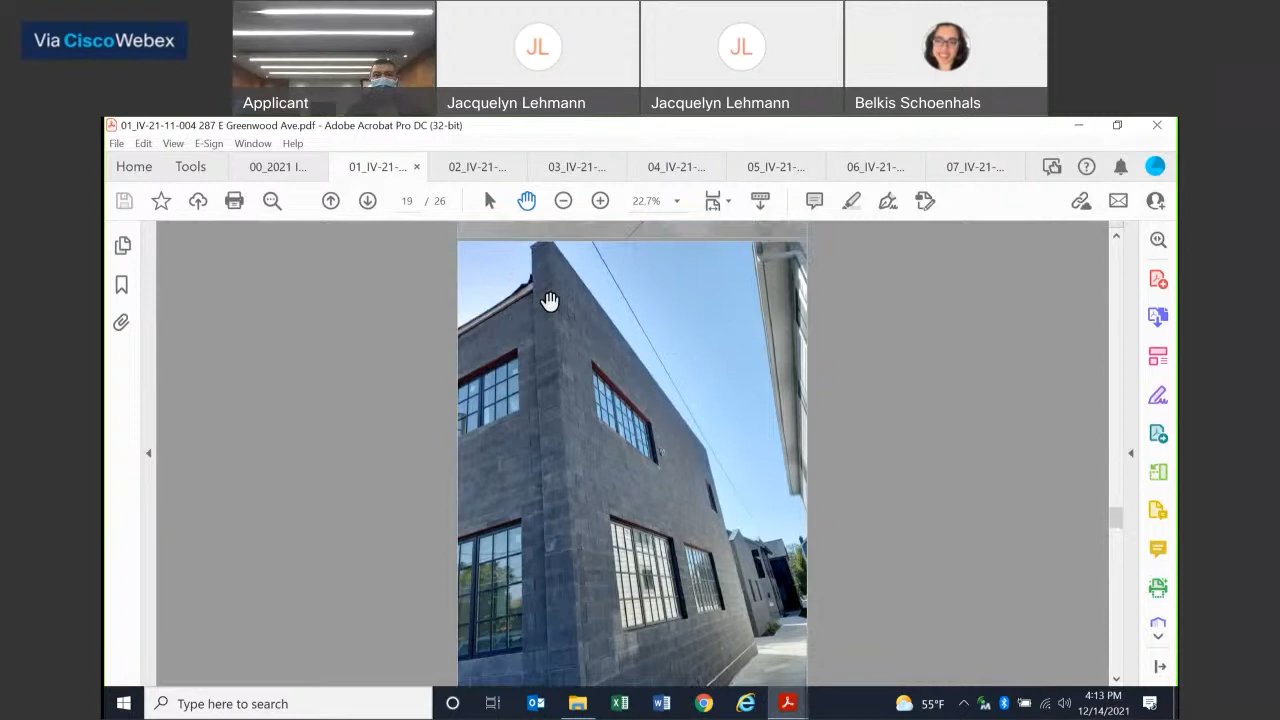 Via Cisco Webex
JL
JL
Applicant
Jacquelyn Lehmann
Jacquelyn Lehmann
Belkis Schoenhals
01_IV-21-11-004 287 E Greenwood Ave.pdf - Adobe Acrobat Pro DC (32-bit)
File Edit View E-Sign Window Help
Home Tools 00_2021 I... 01_IV-21-... × 02_IV-21-... 03_IV-21-... 04_IV-21-... 05_IV-21-... 06_IV-21-... 07_IV-21-...
19 / 26 22.7%
Type here to search
55°F
4:13 PM
12/14/2021